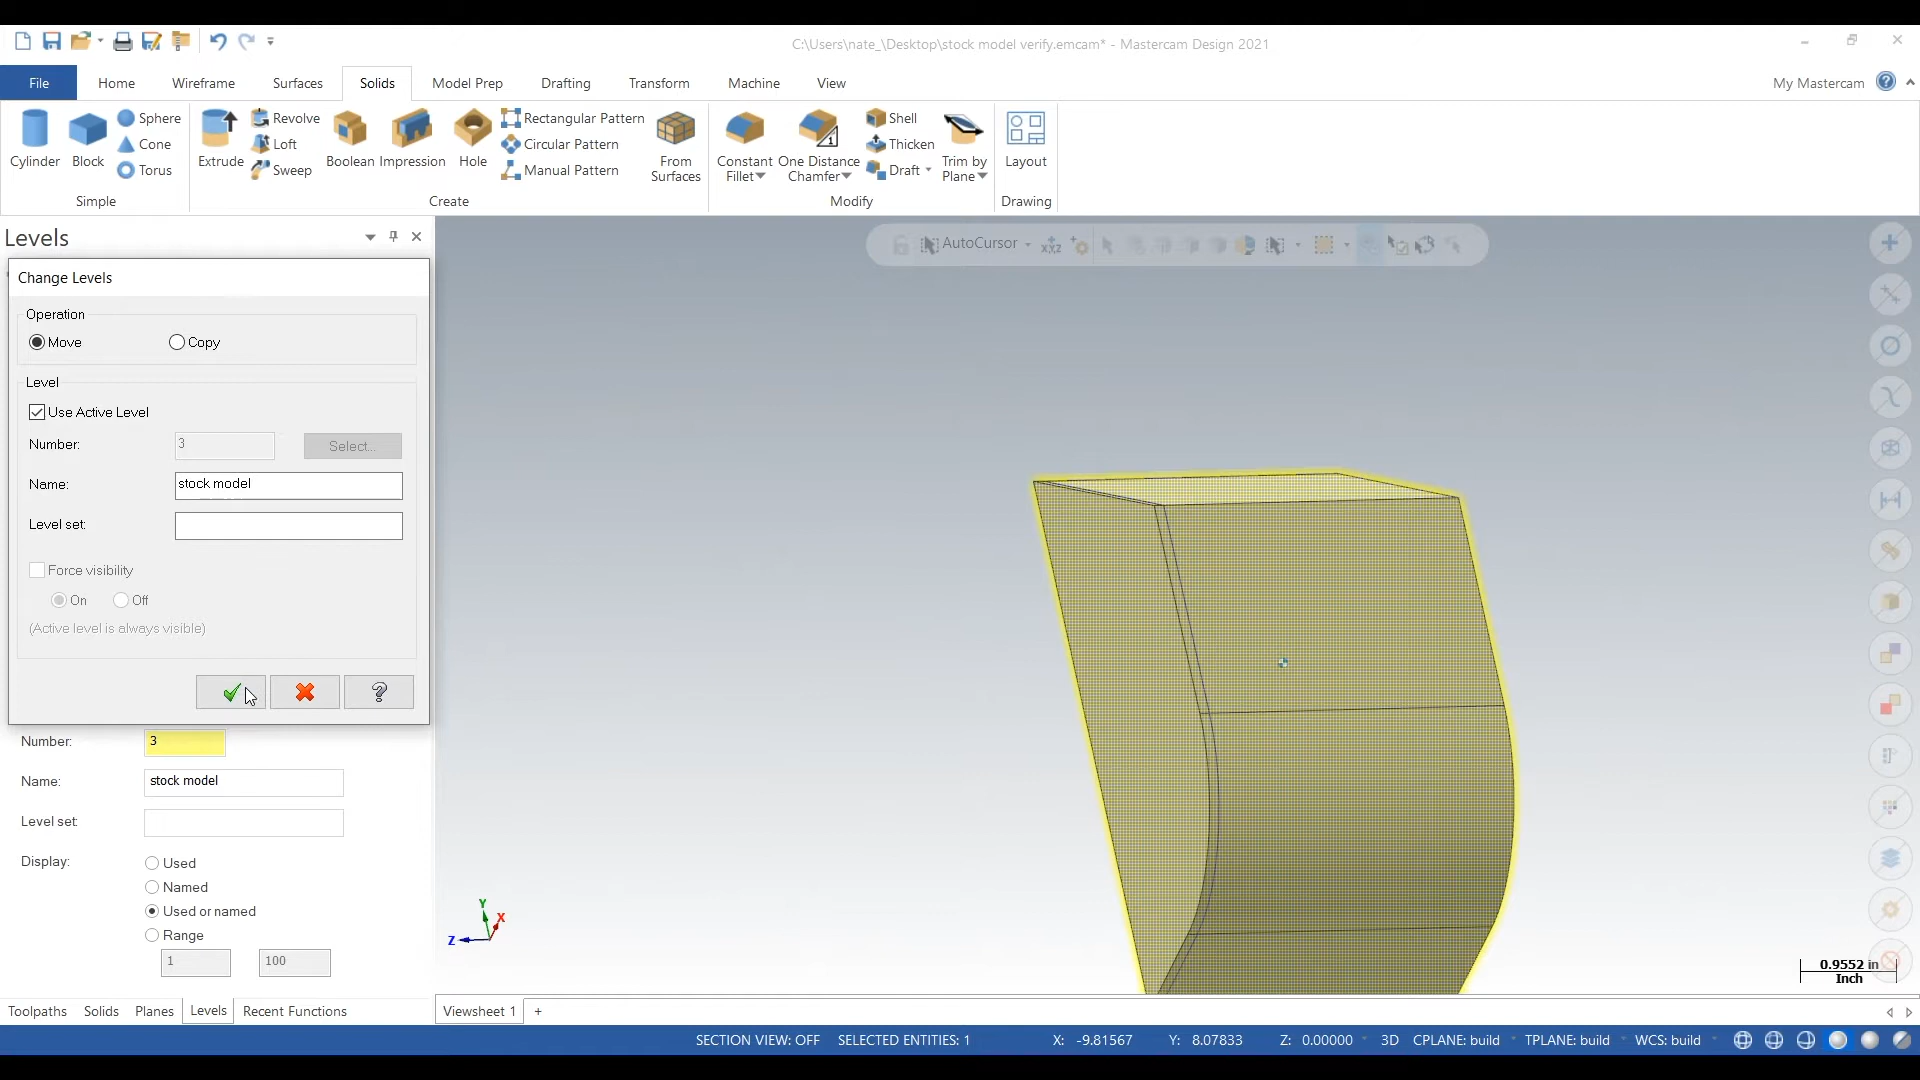 C:\Users\nate_\Desktop\stock model verify.emcam* - Mastercam Design 2021
File Home Wireframe Surfaces Solids Model Prep Drafting Transform Machine View My Mastercam
Cylinder Block Sphere Cone Torus
Simple
Extrude Revolve Loft Sweep Boolean Impression Hole Rectangular Pattern Circular Pattern Manual Pattern From Surfaces
Create
Constant Fillet One Distance Chamfer Shell Thicken Draft Trim by Plane
Modify
Layout
Drawing
Levels
AutoCursor
Change Levels
Operation
Move Copy
Level
Use Active Level
Number: 3 Select...
Name: stock model
Level set:
Force visibility
On Off
(Active level is always visible)
Number: 3
Name: stock model
Level set:
Display: Used
Named
Used or named
Range
1 100
Y
X
Z
0.9552 in
Inch
Toolpaths Solids Planes Levels Recent Functions Viewsheet 1 +
SECTION VIEW: OFF SELECTED ENTITIES: 1 X: -9.81567 Y: 8.07833 Z: 0.00000 3D CPLANE: build TPLANE: build WCS: build